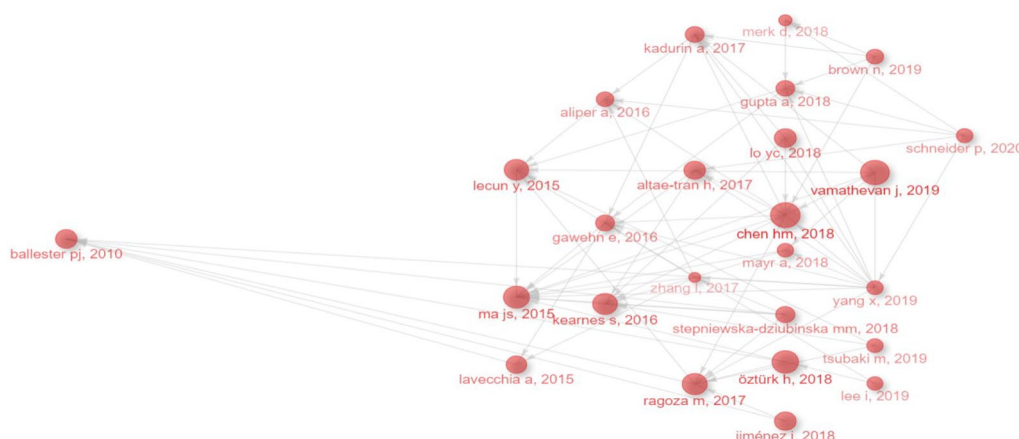 merk d, 2018
kadurin a, 2017
brown n, 2019
gupta a, 2018
aliper a, 2016
schneider p, 2020
lo yc, 2018
lecun y, 2015
altae-tran h, 2017
vamathevan j, 2019
gawehn e, 2016
chen hm, 2018
ballester pj, 2010
mayr a, 2018
zhang l, 2017
yang x, 2019
ma js, 2015
kearnes s, 2016
stepniewska-dziubinska mm, 2018
tsubaki m, 2019
lavecchia a, 2015
öztürk h, 2018
ragoza m, 2017
lee i, 2019
jiménez j, 2018